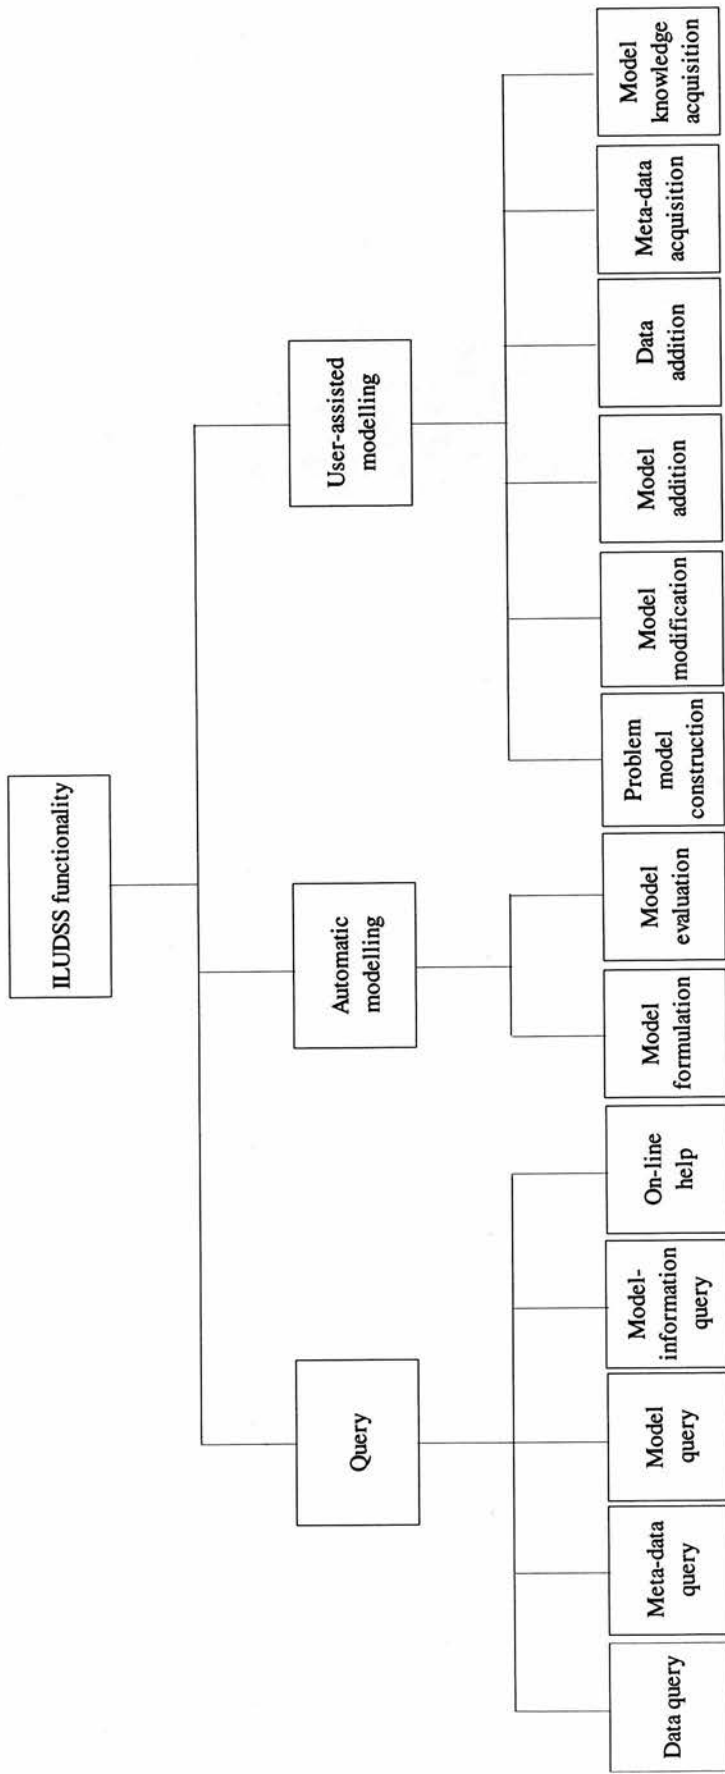 ILUDSS functionality
Query
Automatic
modelling
User-assisted
modelling
Data query
Meta-data
query
Model
query
Model-
information
query
On-line
help
Model
formulation
Model
evaluation
Problem
model
construction
Model
modification
Model
addition
Data
addition
Meta-data
acquisition
Model
knowledge
acquisition